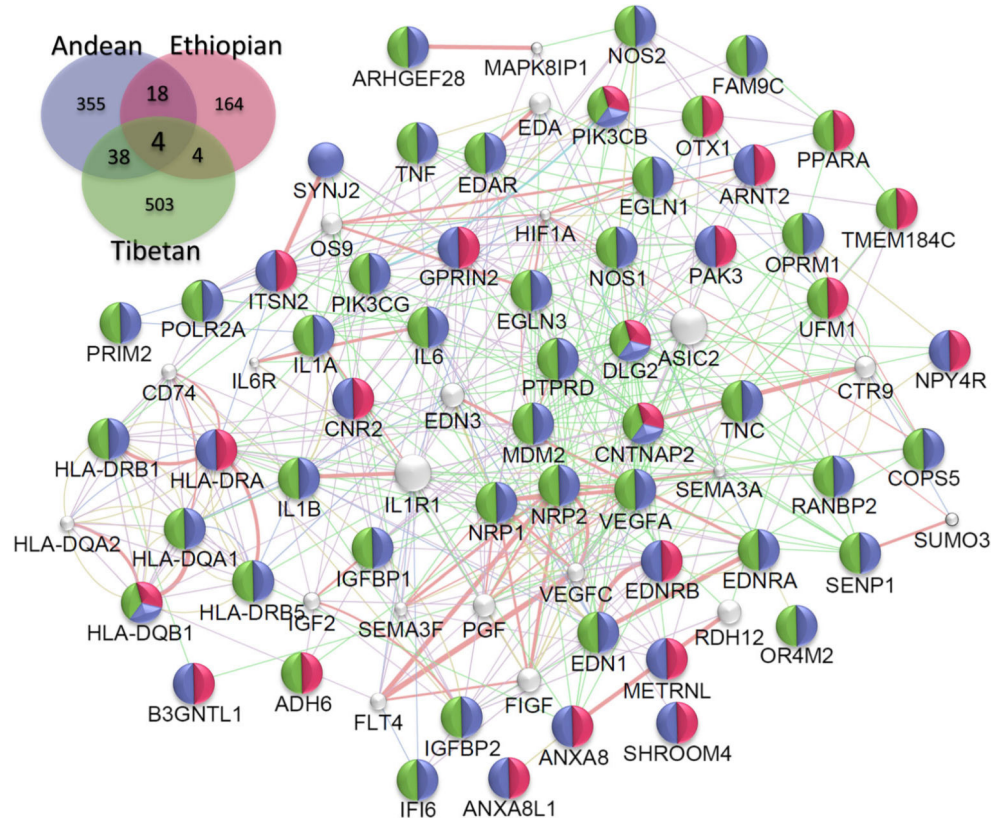 Andean
Ethiopian
355
18
164
4
38
4
503
Tibetan
ARHGEF28
MAPK8IP1
NOS2
FAM9C
EDA
PIK3CB
OTX1
PPARA
TNF
EDAR
SYNJ2
EGLN1
ARNT2
TMEM184C
OS9
HIF1A
ITSN2
GPRIN2
NOS1
PAK3
OPRM1
PIK3CG
EGLN3
UFM1
POLR2A
PRIM2
IL1A
IL6
DLG2
ASIC2
IL6R
PTPRD
NPY4R
CD74
CTR9
CNR2
EDN3
TNC
HLA-DRB1
HLA-DRA
MDM2
CNTNAP2
COPS5
IL1B
IL1R1
SEMA3A
RANBP2
NRP1
NRP2
VEGFA
HLA-DQA2
HLA-DQA1
SUMO3
IGFBP1
SENP1
EDNRA
HLA-DRB5
VEGFC
EDNRB
HLA-DQB1
IGF2
SEMA3F
PGF
RDH12
OR4M2
EDN1
B3GNTL1
ADH6
METRNL
FLT4
FIGF
IGFBP2
ANXA8
SHROOM4
IFI6
ANXA8L1